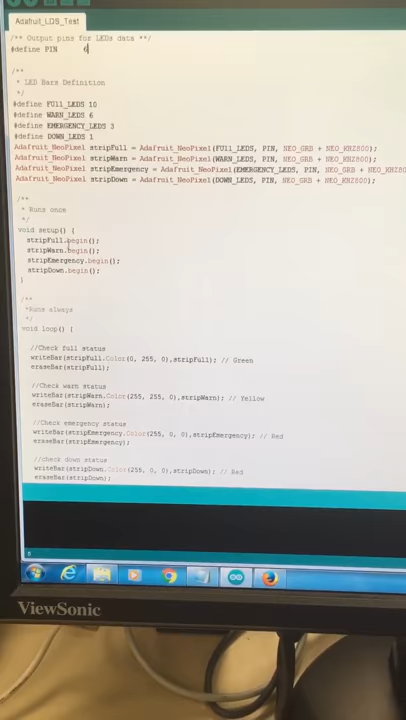 Adafruit_LDS_Test
/** Output pins for LEDs data **/
#define PIN 6
/**
* LED Bars Definition
*/
#define FUll_LEDS 10
#define WARN_LEDS 6
#define EMERGENCY_LEDS 3
#define DOWN_LEDS 1
Adafruit_NeoPixel stripFull = Adafruit_NeoPixel(FUll_LEDS, PIN, NEO_GRB + NEO_KHZ800);
Adafruit_NeoPixel stripWarn = Adafruit_NeoPixel(WARN_LEDS, PIN, NEO_GRB + NEO_KHZ800);
Adafruit_NeoPixel stripEmergency = Adafruit_NeoPixel(EMERGENCY_LEDS, PIN, NEO_GRB + NEO_KHZ800
Adafruit_NeoPixel stripDown = Adafruit_NeoPixel(DOWN_LEDS, PIN, NEO_GRB + NEO_KHZ800);
/**
* Runs once
*/
void setup() {
stripFull.begin();
stripWarn.begin();
stripEmergency.begin();
stripDown.begin();
}
/**
*Runs always
*/
void loop() {
//Check full status
writeBar(stripFull.Color(0, 255, 0),stripFull); // Green
eraseBar(stripFull);
//Check warn status
writeBar(stripWarn.Color(255, 255, 0),stripWarn); // Yellow
eraseBar(stripWarn);
//Check emergency status
writeBar(stripEmergency.Color(255, 0, 0),stripEmergency); // Red
eraseBar(stripEmergency);
//check down status
writeBar(stripDown.Color(255, 0, 0),stripDown); // Red
eraseBar(stripDown);
ViewSonic